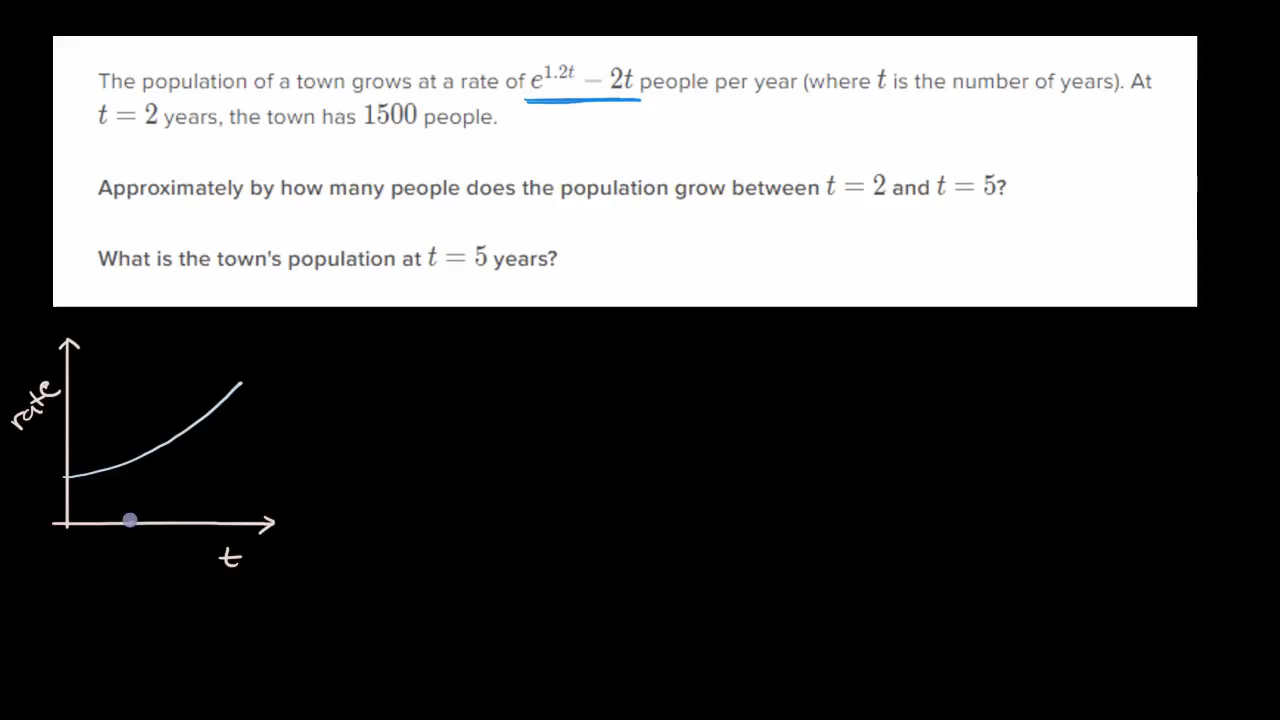 The population of a town grows at a rate of e^{1.2t} − 2t people per year (where t is the number of years). At
t = 2 years, the town has 1500 people.
Approximately by how many people does the population grow between t = 2 and t = 5?
What is the town's population at t = 5 years?
rate
t